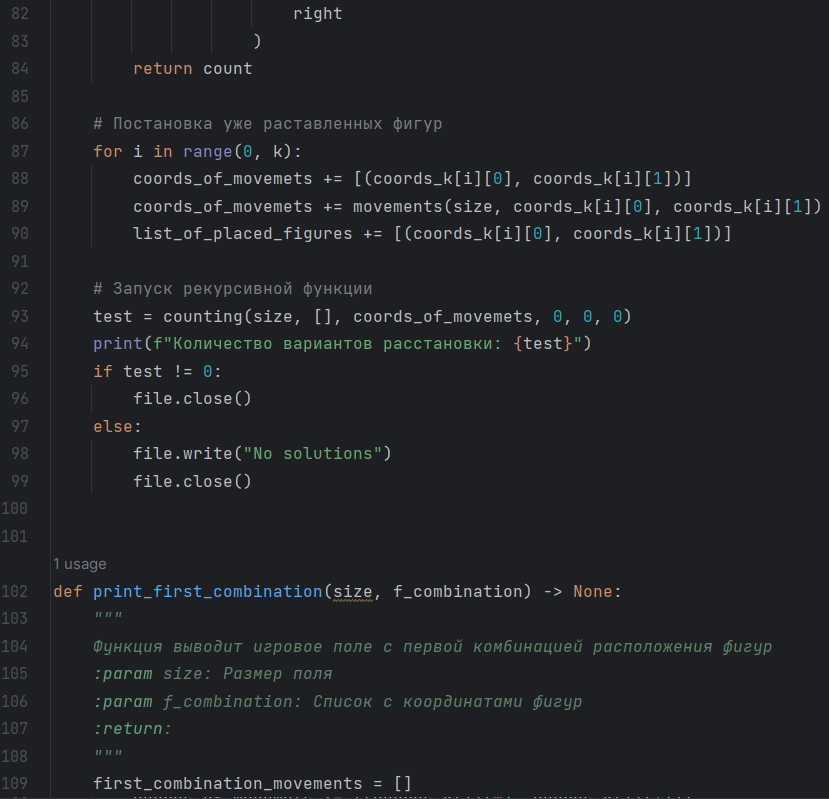 82 right
83 )
84 return count
85
86 # Постановка уже раставленных фигур
87 for i in range(0, k):
88 coords_of_movemets += [(coords_k[i][0], coords_k[i][1])]
89 coords_of_movemets += movements(size, coords_k[i][0], coords_k[i][1])
90 list_of_placed_figures += [(coords_k[i][0], coords_k[i][1])]
91
92 # Запуск рекурсивной функции
93 test = counting(size, [], coords_of_movemets, 0, 0, 0)
94 print(f"Количество вариантов расстановки: {test}")
95 if test != 0:
96 file.close()
97 else:
98 file.write("No solutions")
99 file.close()
100
101
1 usage
102 def print_first_combination(size, f_combination) -> None:
103 """
104 Функция выводит игровое поле с первой комбинацией расположения фигур
105 :param size: Размер поля
106 :param f_combination: Список с координатами фигур
107 :return:
108 """
109 first_combination_movements = []